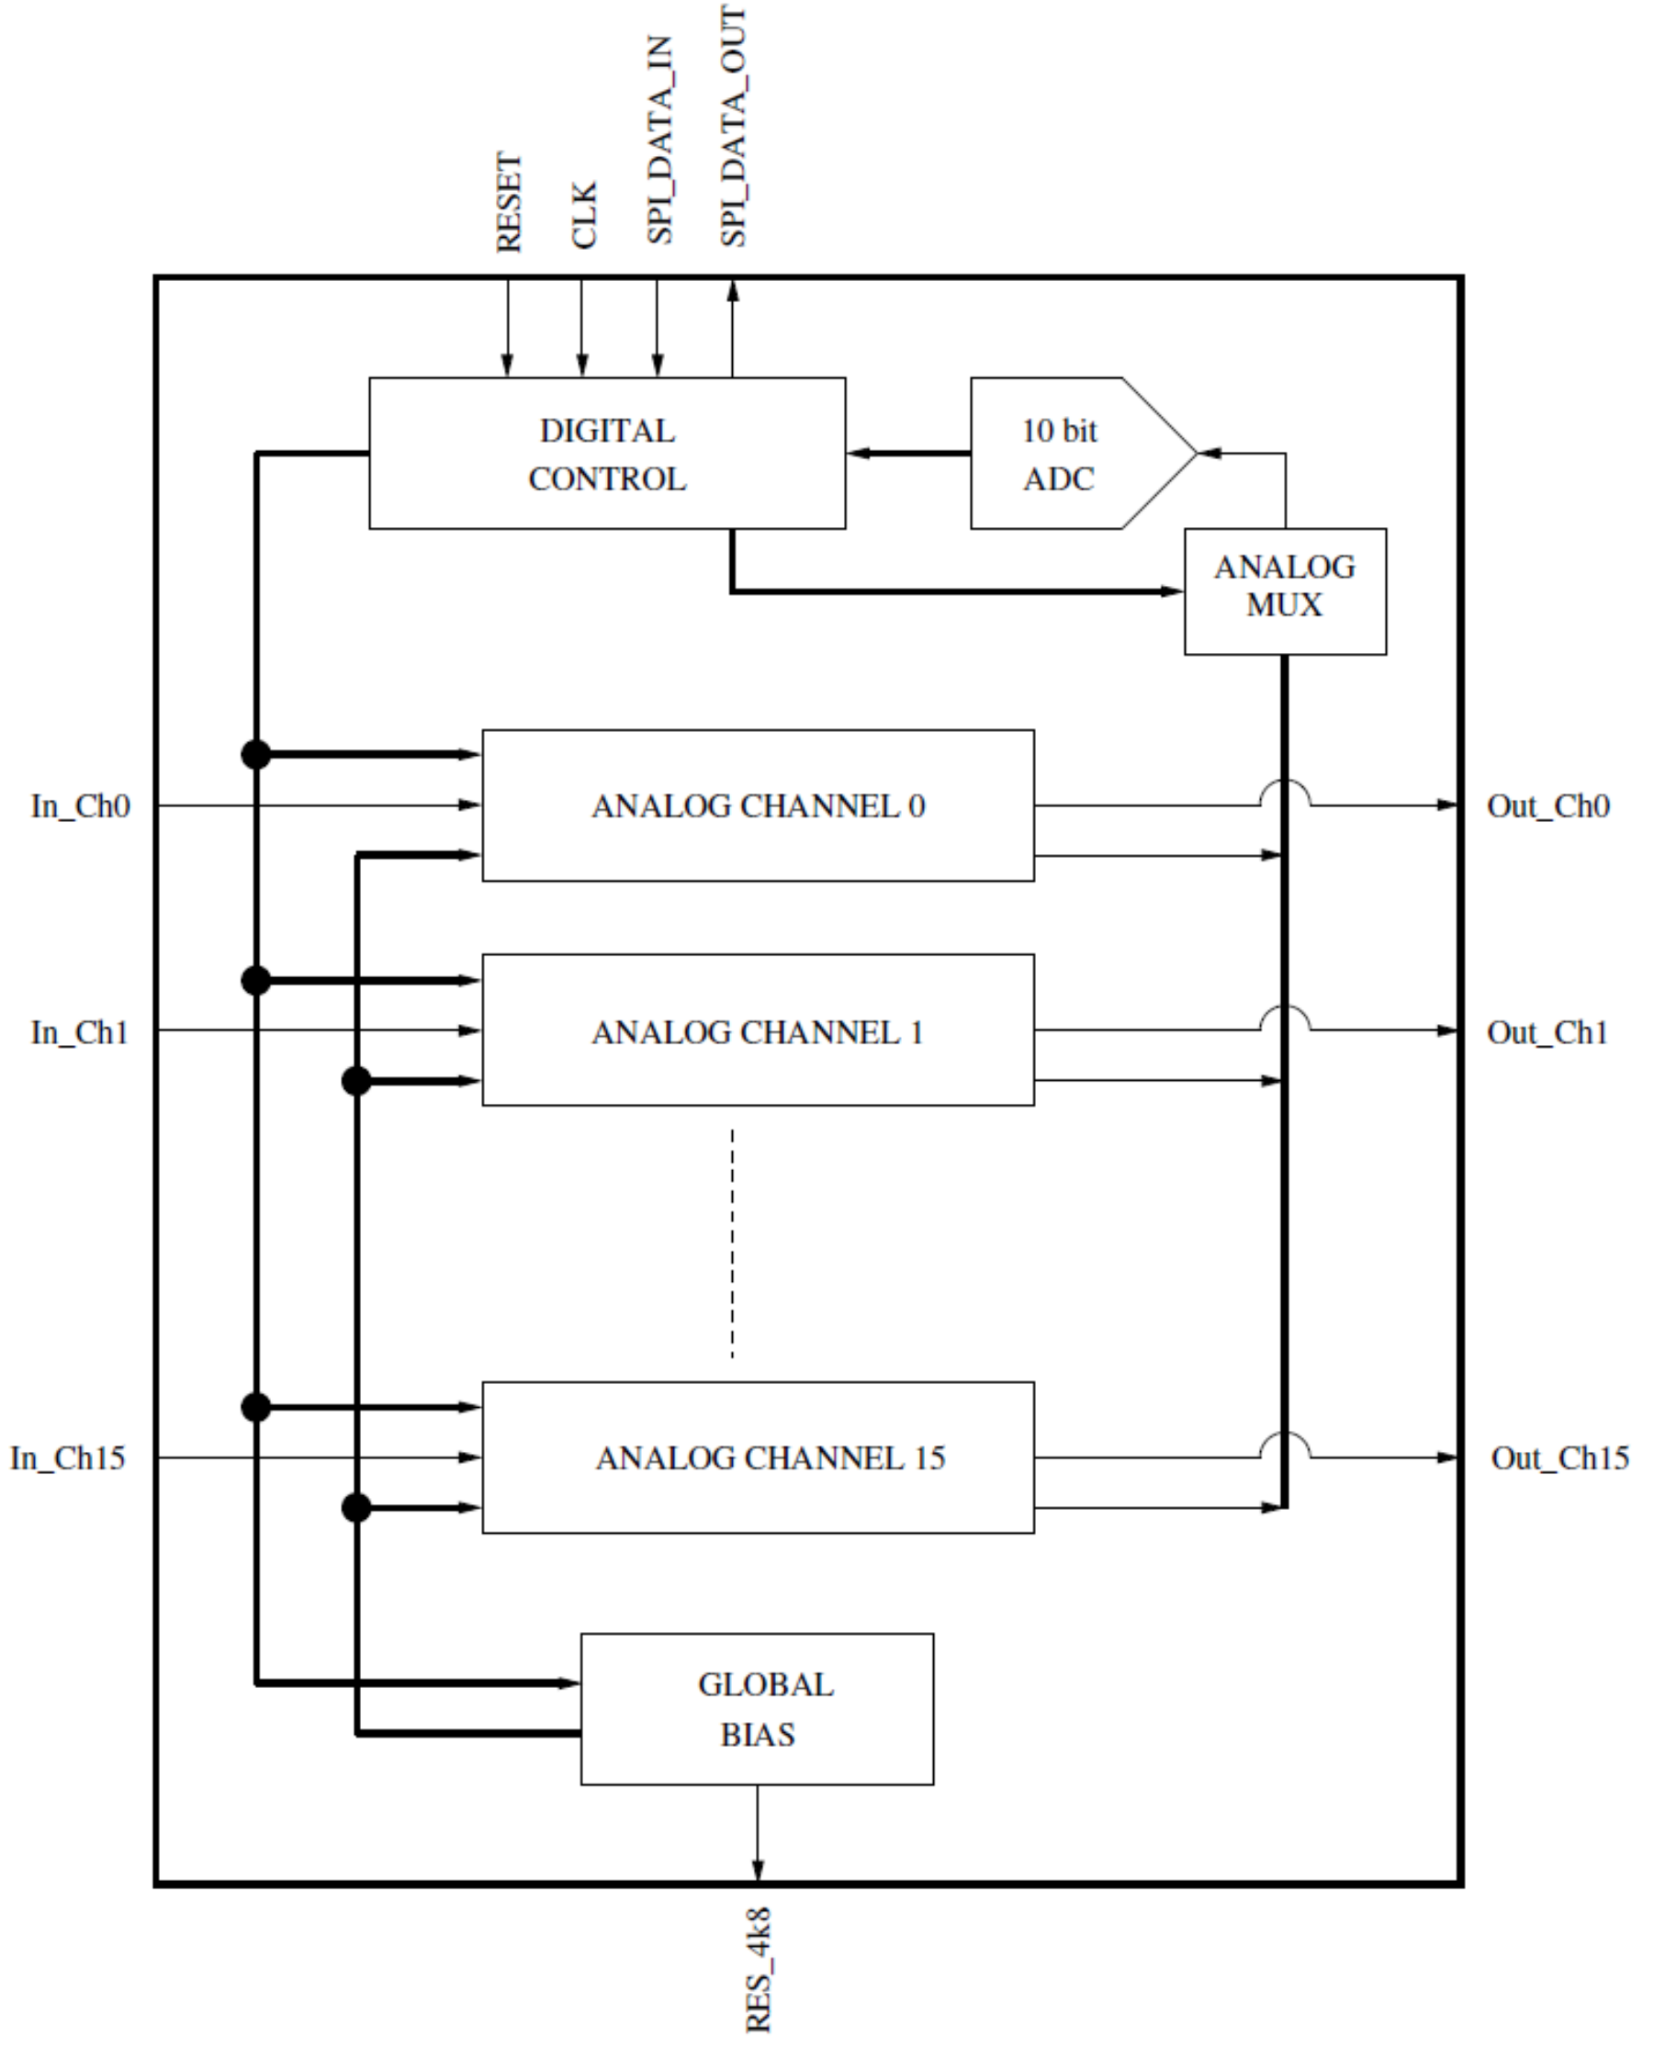 RESET
CLK
SPI_DATA_IN
SPI_DATA_OUT
DIGITAL
CONTROL
10 bit
ADC
ANALOG
MUX
In_Ch0
ANALOG CHANNEL 0
Out_Ch0
In_Ch1
ANALOG CHANNEL 1
Out_Ch1
In_Ch15
ANALOG CHANNEL 15
Out_Ch15
GLOBAL
BIAS
RES_4k8